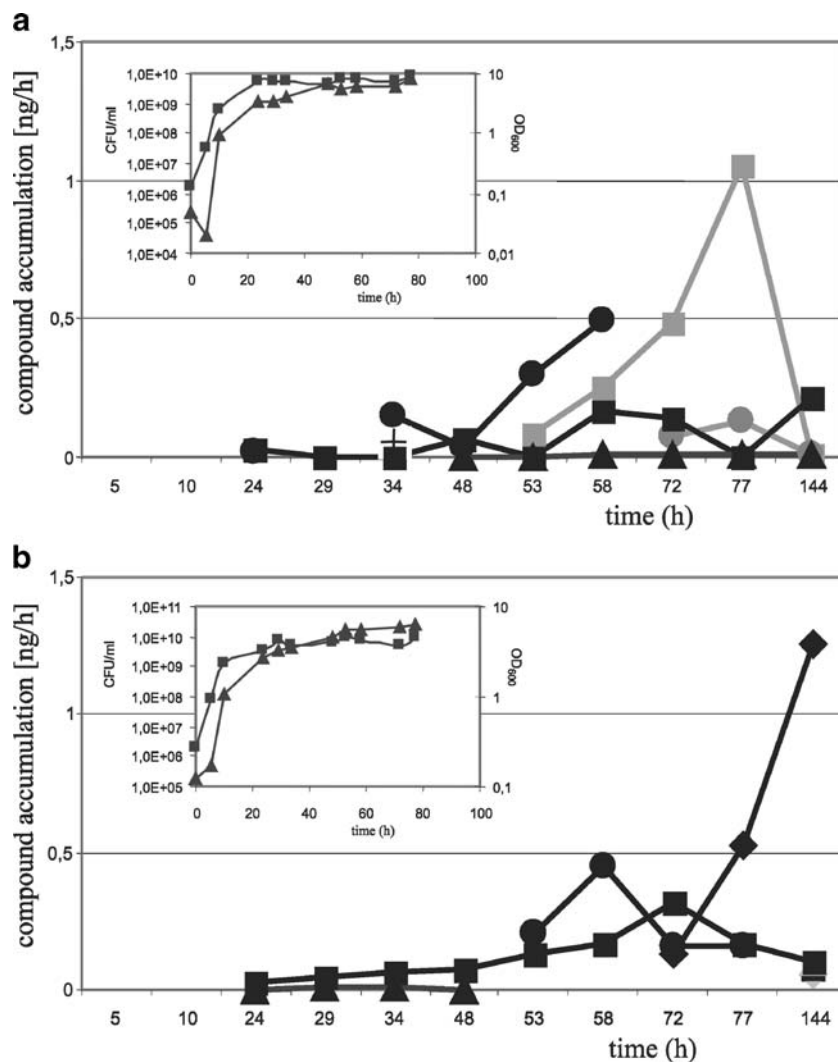 a
1,5
1
0,5
0
compound accumulation [ng/h]
5 10 24 29 34 48 53 58 72 77 144
time (h)
1,0E+10
1,0E+09
1,0E+08
1,0E+07
1,0E+06
1,0E+05
1,0E+04
CFU/ml
10
1
0,1
0,01
OD600
0 20 40 60 80 100
time (h)
b
1,5
1
0,5
0
compound accumulation [ng/h]
5 10 24 29 34 48 53 58 72 77 144
time (h)
1,0E+11
1,0E+10
1,0E+09
1,0E+08
1,0E+07
1,0E+06
1,0E+05
CFU/ml
10
1
0,1
OD600
0 20 40 60 80 100
time (h)